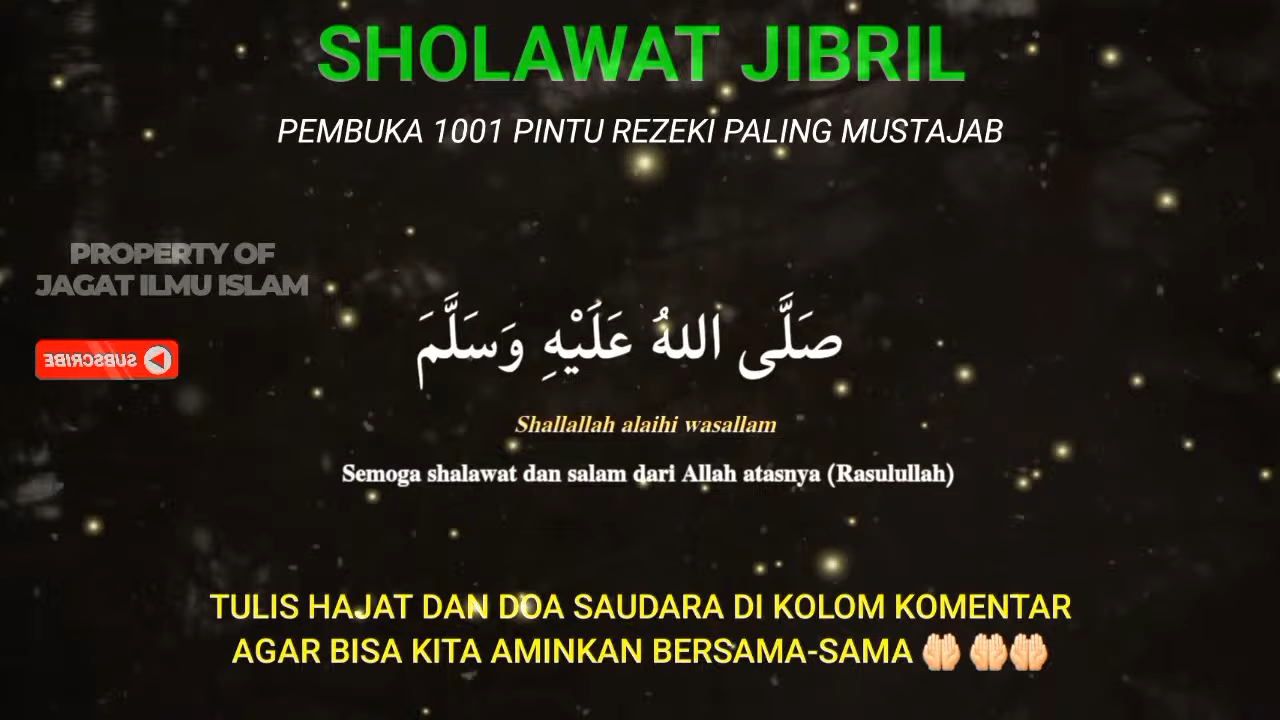 SHOLAWAT JIBRIL
PEMBUKA 1001 PINTU REZEKI PALING MUSTAJAB
PROPERTY OF
JAGAT ILMU ISLAM
SUBSCRIBE
صَلَّى اللهُ عَلَيْهِ وَسَلَّمَ
Shallallah alaihi wasallam
Semoga shalawat dan salam dari Allah atasnya (Rasulullah)
TULIS HAJAT DAN DOA SAUDARA DI KOLOM KOMENTAR
AGAR BISA KITA AMINKAN BERSAMA-SAMA 🤲🏻 🤲🏻🤲🏻